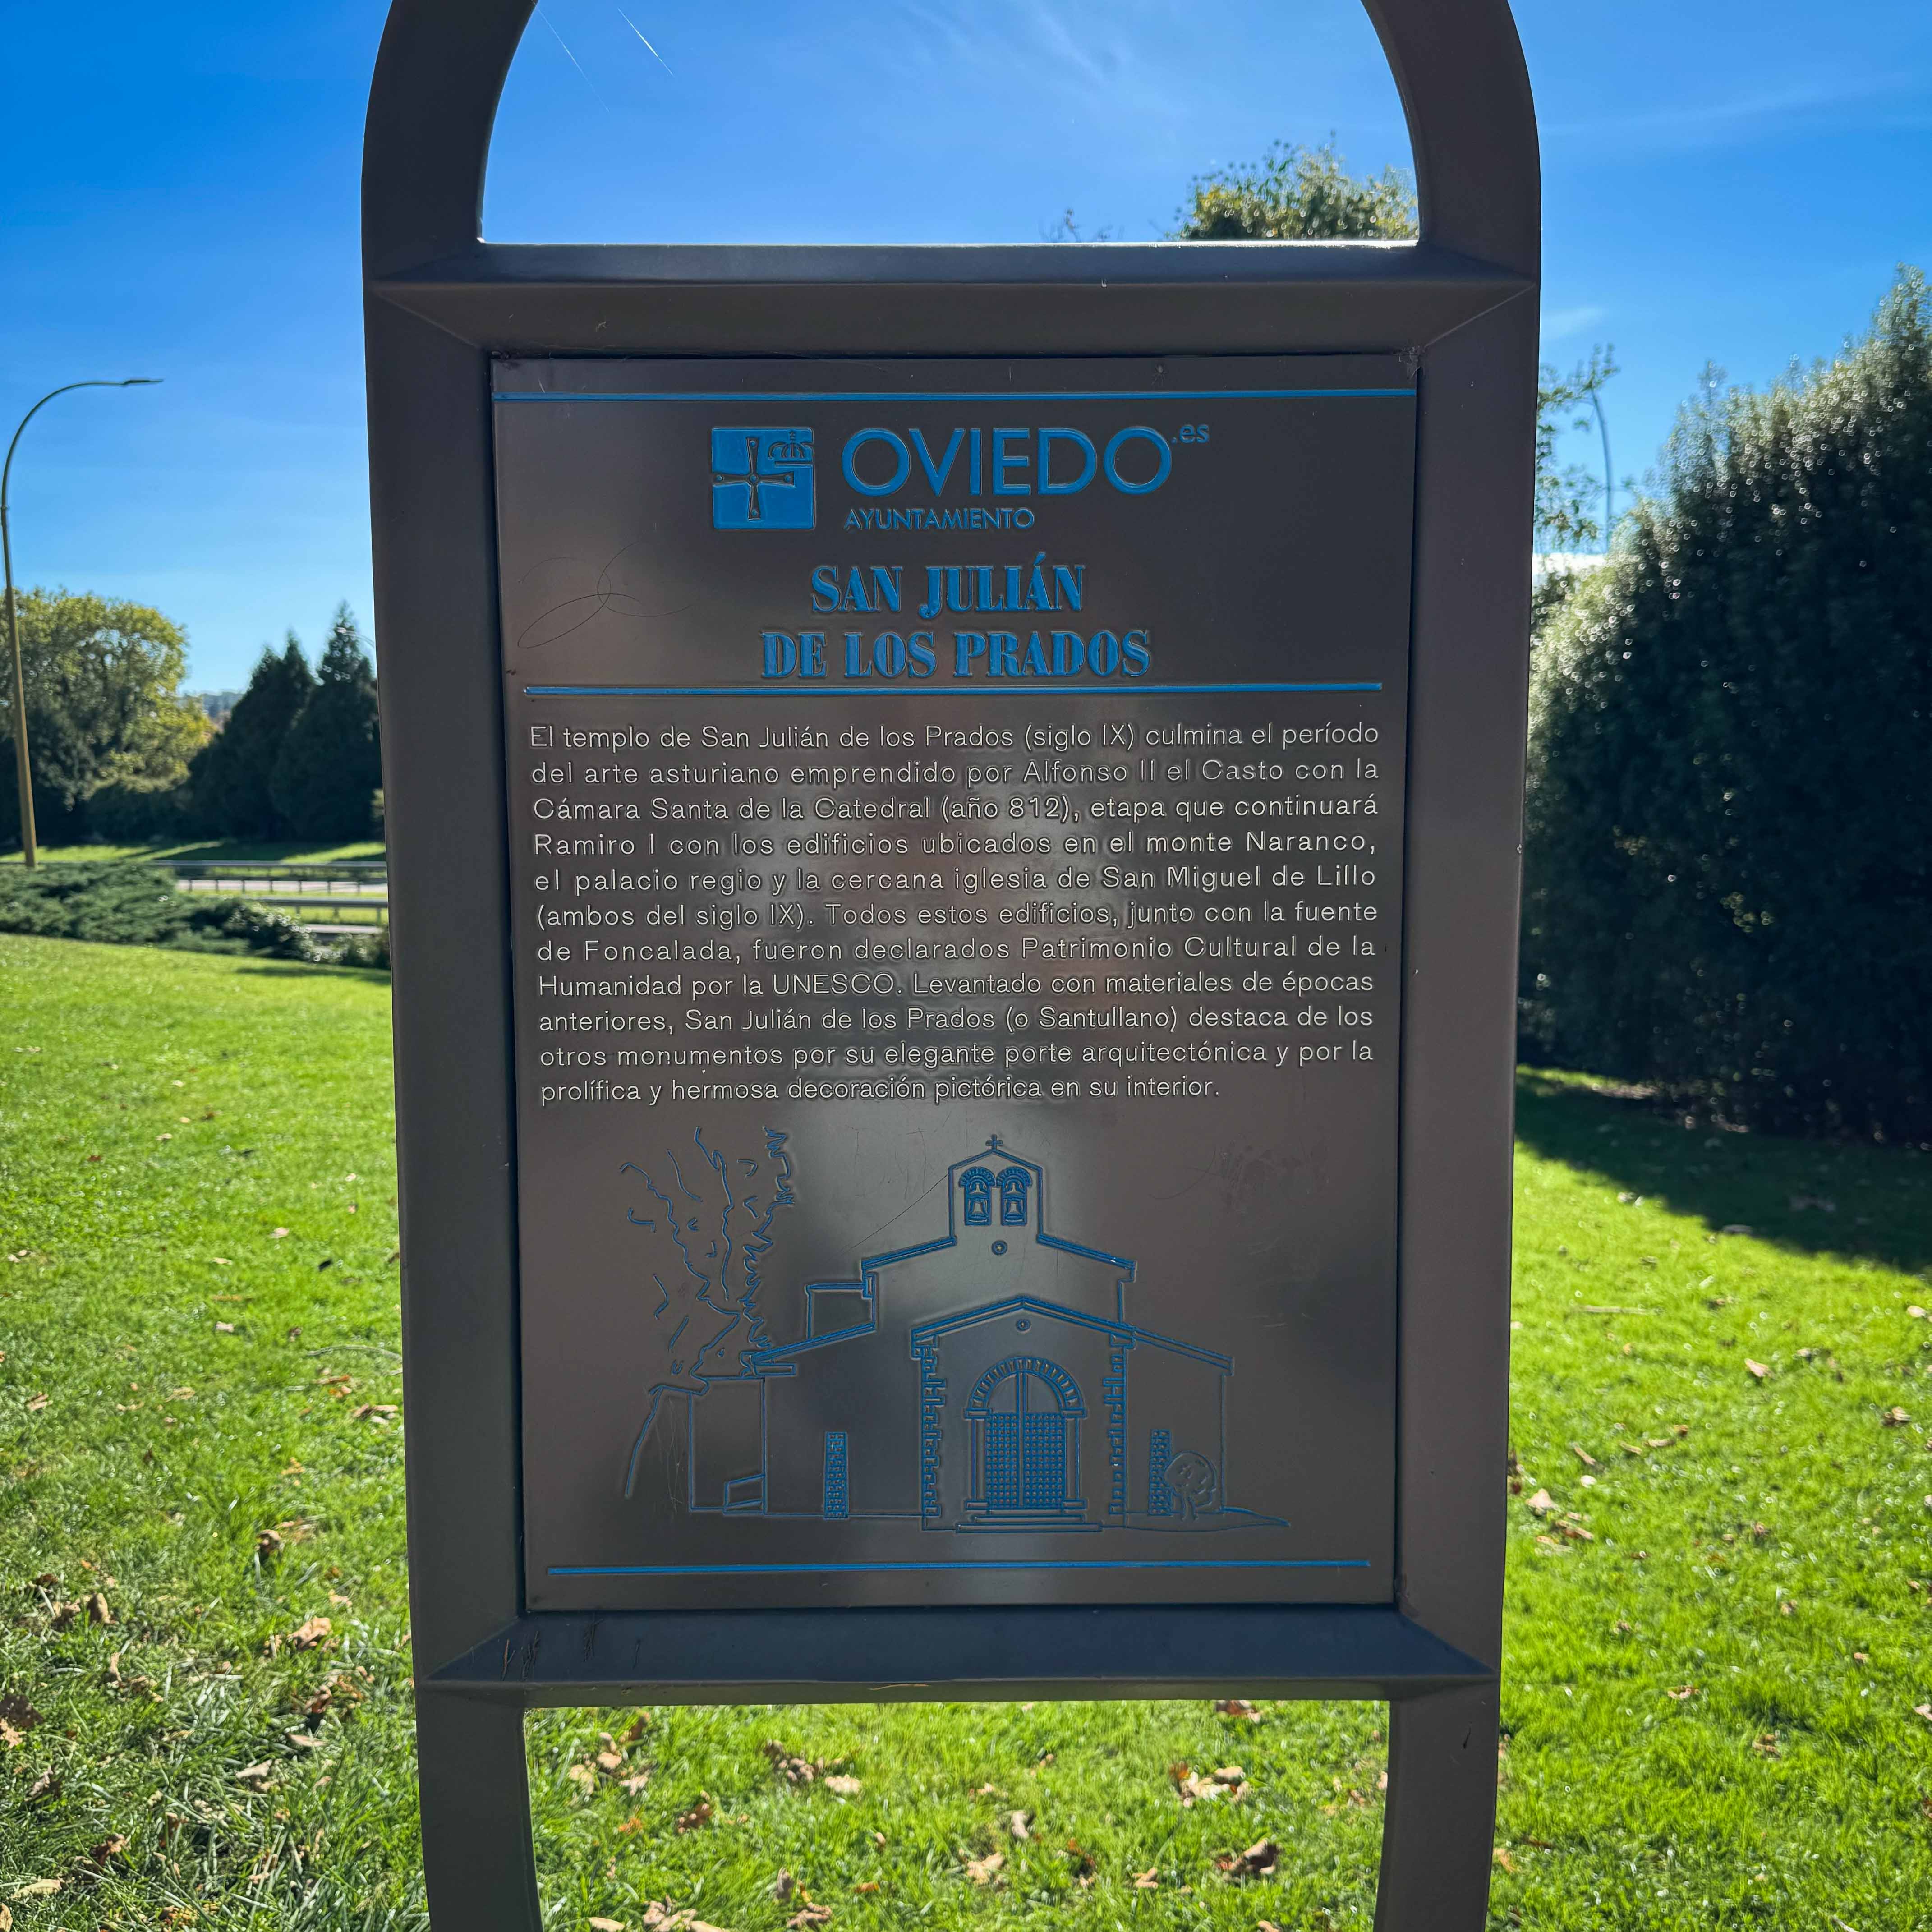 OVIEDO.es
AYUNTAMIENTO
SAN JULIÁN
DE LOS PRADOS
El templo de San Julián de los Prados (siglo IX) culmina el período
del arte asturiano emprendido por Alfonso II el Casto con la
Cámara Santa de la Catedral (año 812), etapa que continuará
Ramiro I con los edificios ubicados en el monte Naranco,
el palacio regio y la cercana iglesia de San Miguel de Lillo
(ambos del siglo IX). Todos estos edificios, junto con la fuente
de Foncalada, fueron declarados Patrimonio Cultural de la
Humanidad por la UNESCO. Levantado con materiales de épocas
anteriores, San Julián de los Prados (o Santullano) destaca de los
otros monumentos por su elegante porte arquitectónica y por la
prolífica y hermosa decoración pictórica en su interior.